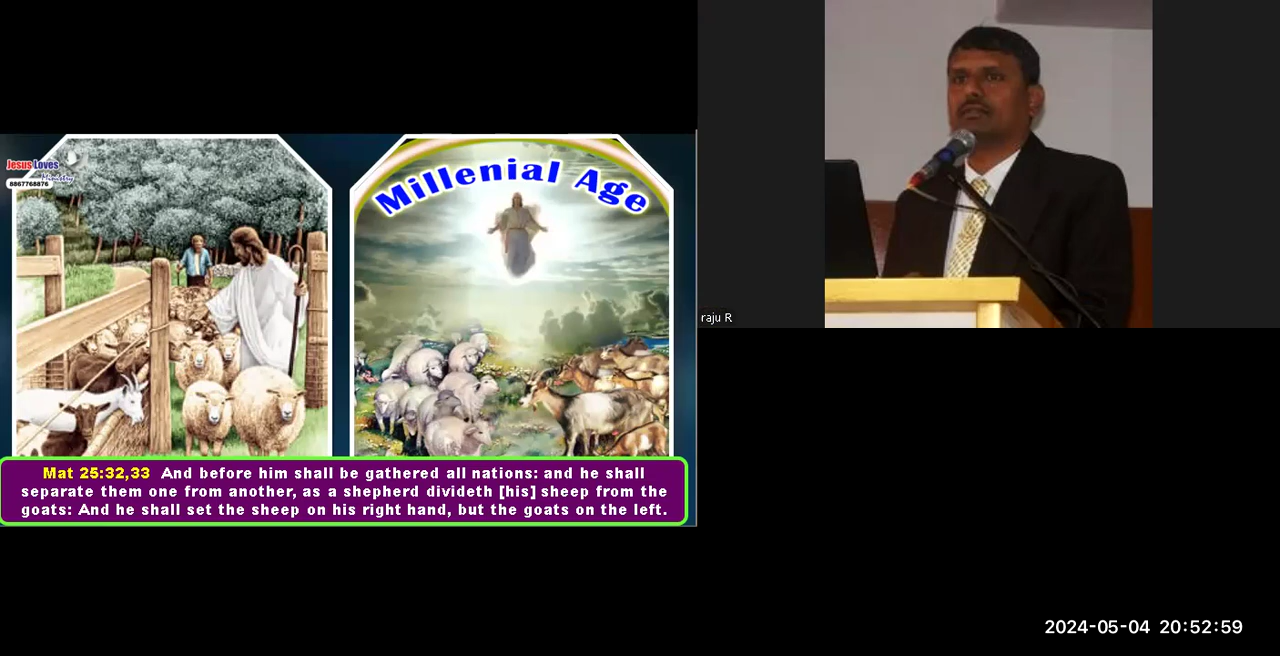 Jesus Loves
Ministry
8867768876
Millenial Age
Mat 25:32,33 And before him shall be gathered all nations: and he shall
separate them one from another, as a shepherd divideth [his] sheep from the
goats: And he shall set the sheep on his right hand, but the goats on the left.
raju R
2024-05-04 20:52:59